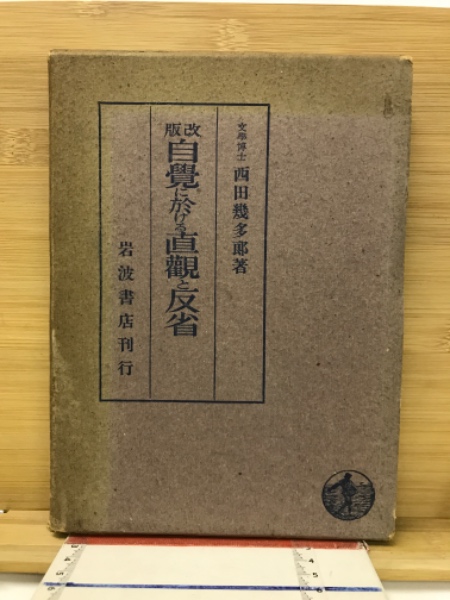 文學博士 西田幾多郎著
改版
自覺に於ける直觀と反省
岩波書店刊行